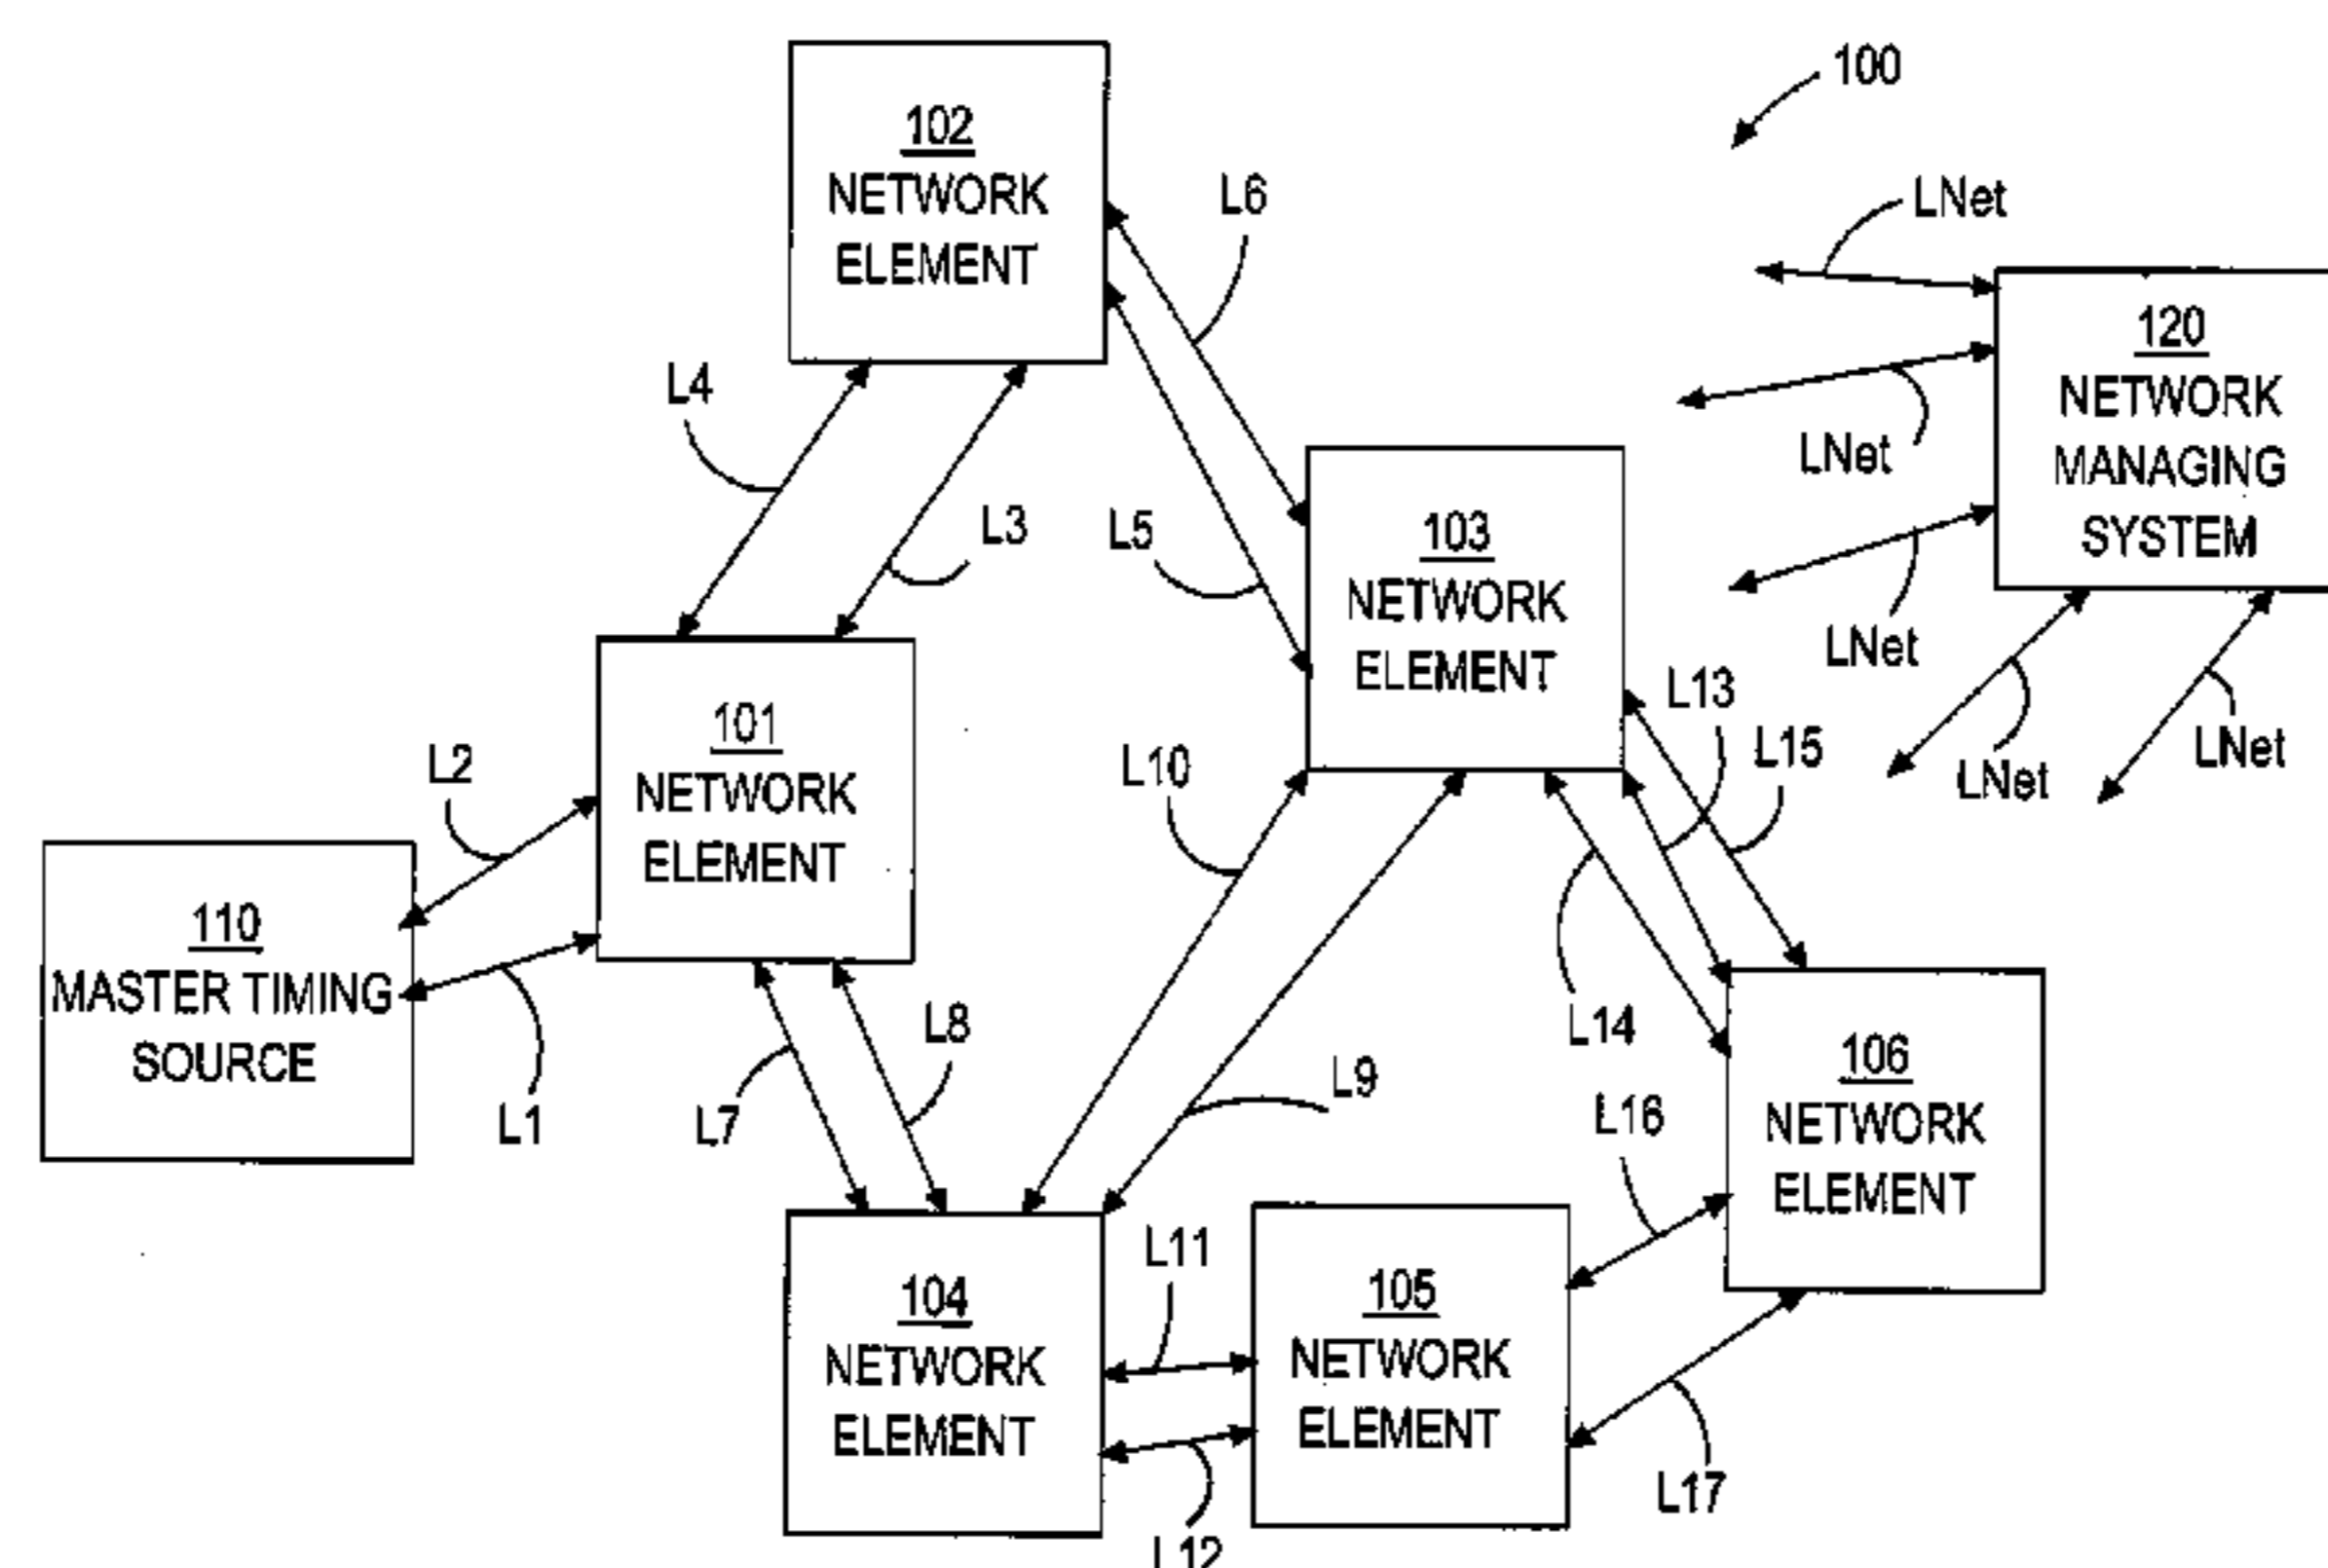 100
102
NETWORK
ELEMENT
L6
LNet
120
NETWORK
MANAGING
SYSTEM
L4
LNet
L3
L5
103
NETWORK
ELEMENT
LNet
L13
101
NETWORK
ELEMENT
L2
L10
L15
LNet
LNet
110
MASTER TIMING
SOURCE
L8
L14
L7
L1
L9
106
NETWORK
ELEMENT
L16
L11
104
NETWORK
ELEMENT
105
NETWORK
ELEMENT
L17
L12